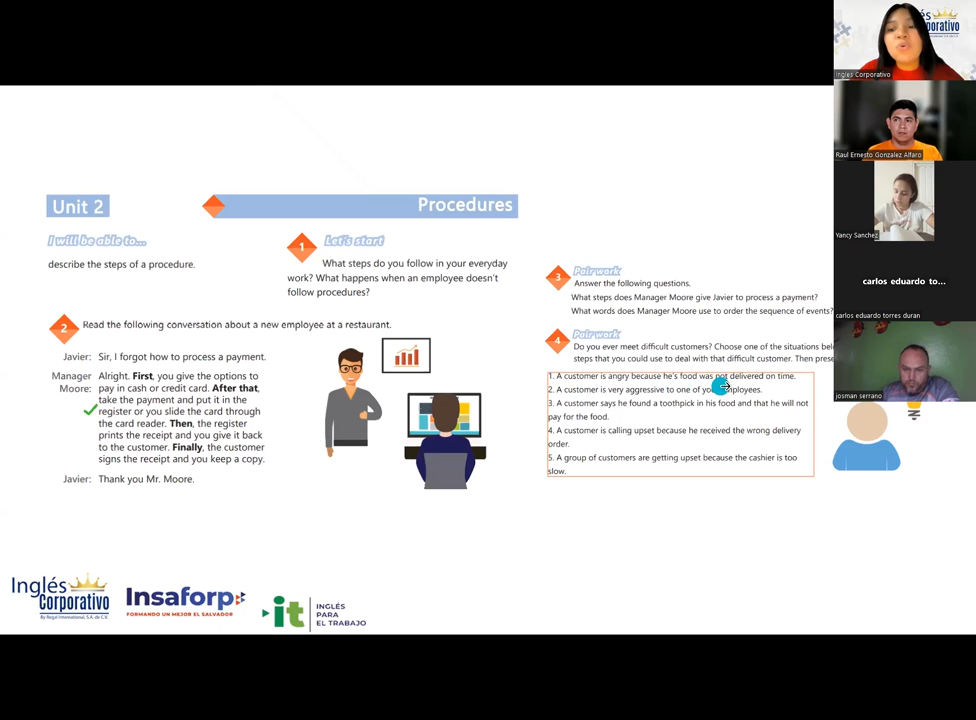 Unit 2
Procedures
I will be able to...
describe the steps of a procedure.
1
Let's start
What steps do you follow in your everyday
work? What happens when an employee doesn't
follow procedures?
2
Read the following conversation about a new employee at a restaurant.
Javier: Sir, I forgot how to process a payment.
Manager Alright. First, you give the options to
Moore: pay in cash or credit card. After that,
take the payment and put it in the
register or you slide the card through
the card reader. Then, the register
prints the receipt and you give it back
to the customer. Finally, the customer
signs the receipt and you keep a copy.
Javier: Thank you Mr. Moore.
3
Pair work
Answer the following questions.
What steps does Manager Moore give Javier to process a payment?
What words does Manager Moore use to order the sequence of events?
4
Pair work
Do you ever meet difficult customers? Choose one of the situations
steps that you could use to deal with that difficult customer. Then
1. A customer is angry because he's food was not delivered on time.
2. A customer is very aggressive to one of employees.
3. A customer says he found a toothpick in his food and that he will not
pay for the food.
4. A customer is calling upset because he received the wrong delivery
order.
5. A group of customers are getting upset because the cashier is too
slow.
Inglés
Corporativo
By Regal International, S.A. de C.V.
Insaforp
FORMANDO UN MEJOR EL SALVADOR
it
INGLÉS
PARA
EL TRABAJO
Inglés Corporativo
Raul Ernesto Gonzalez Alfaro
Yancy Sanchez
carlos eduardo to...
carlos eduardo torres duran
josman serrano